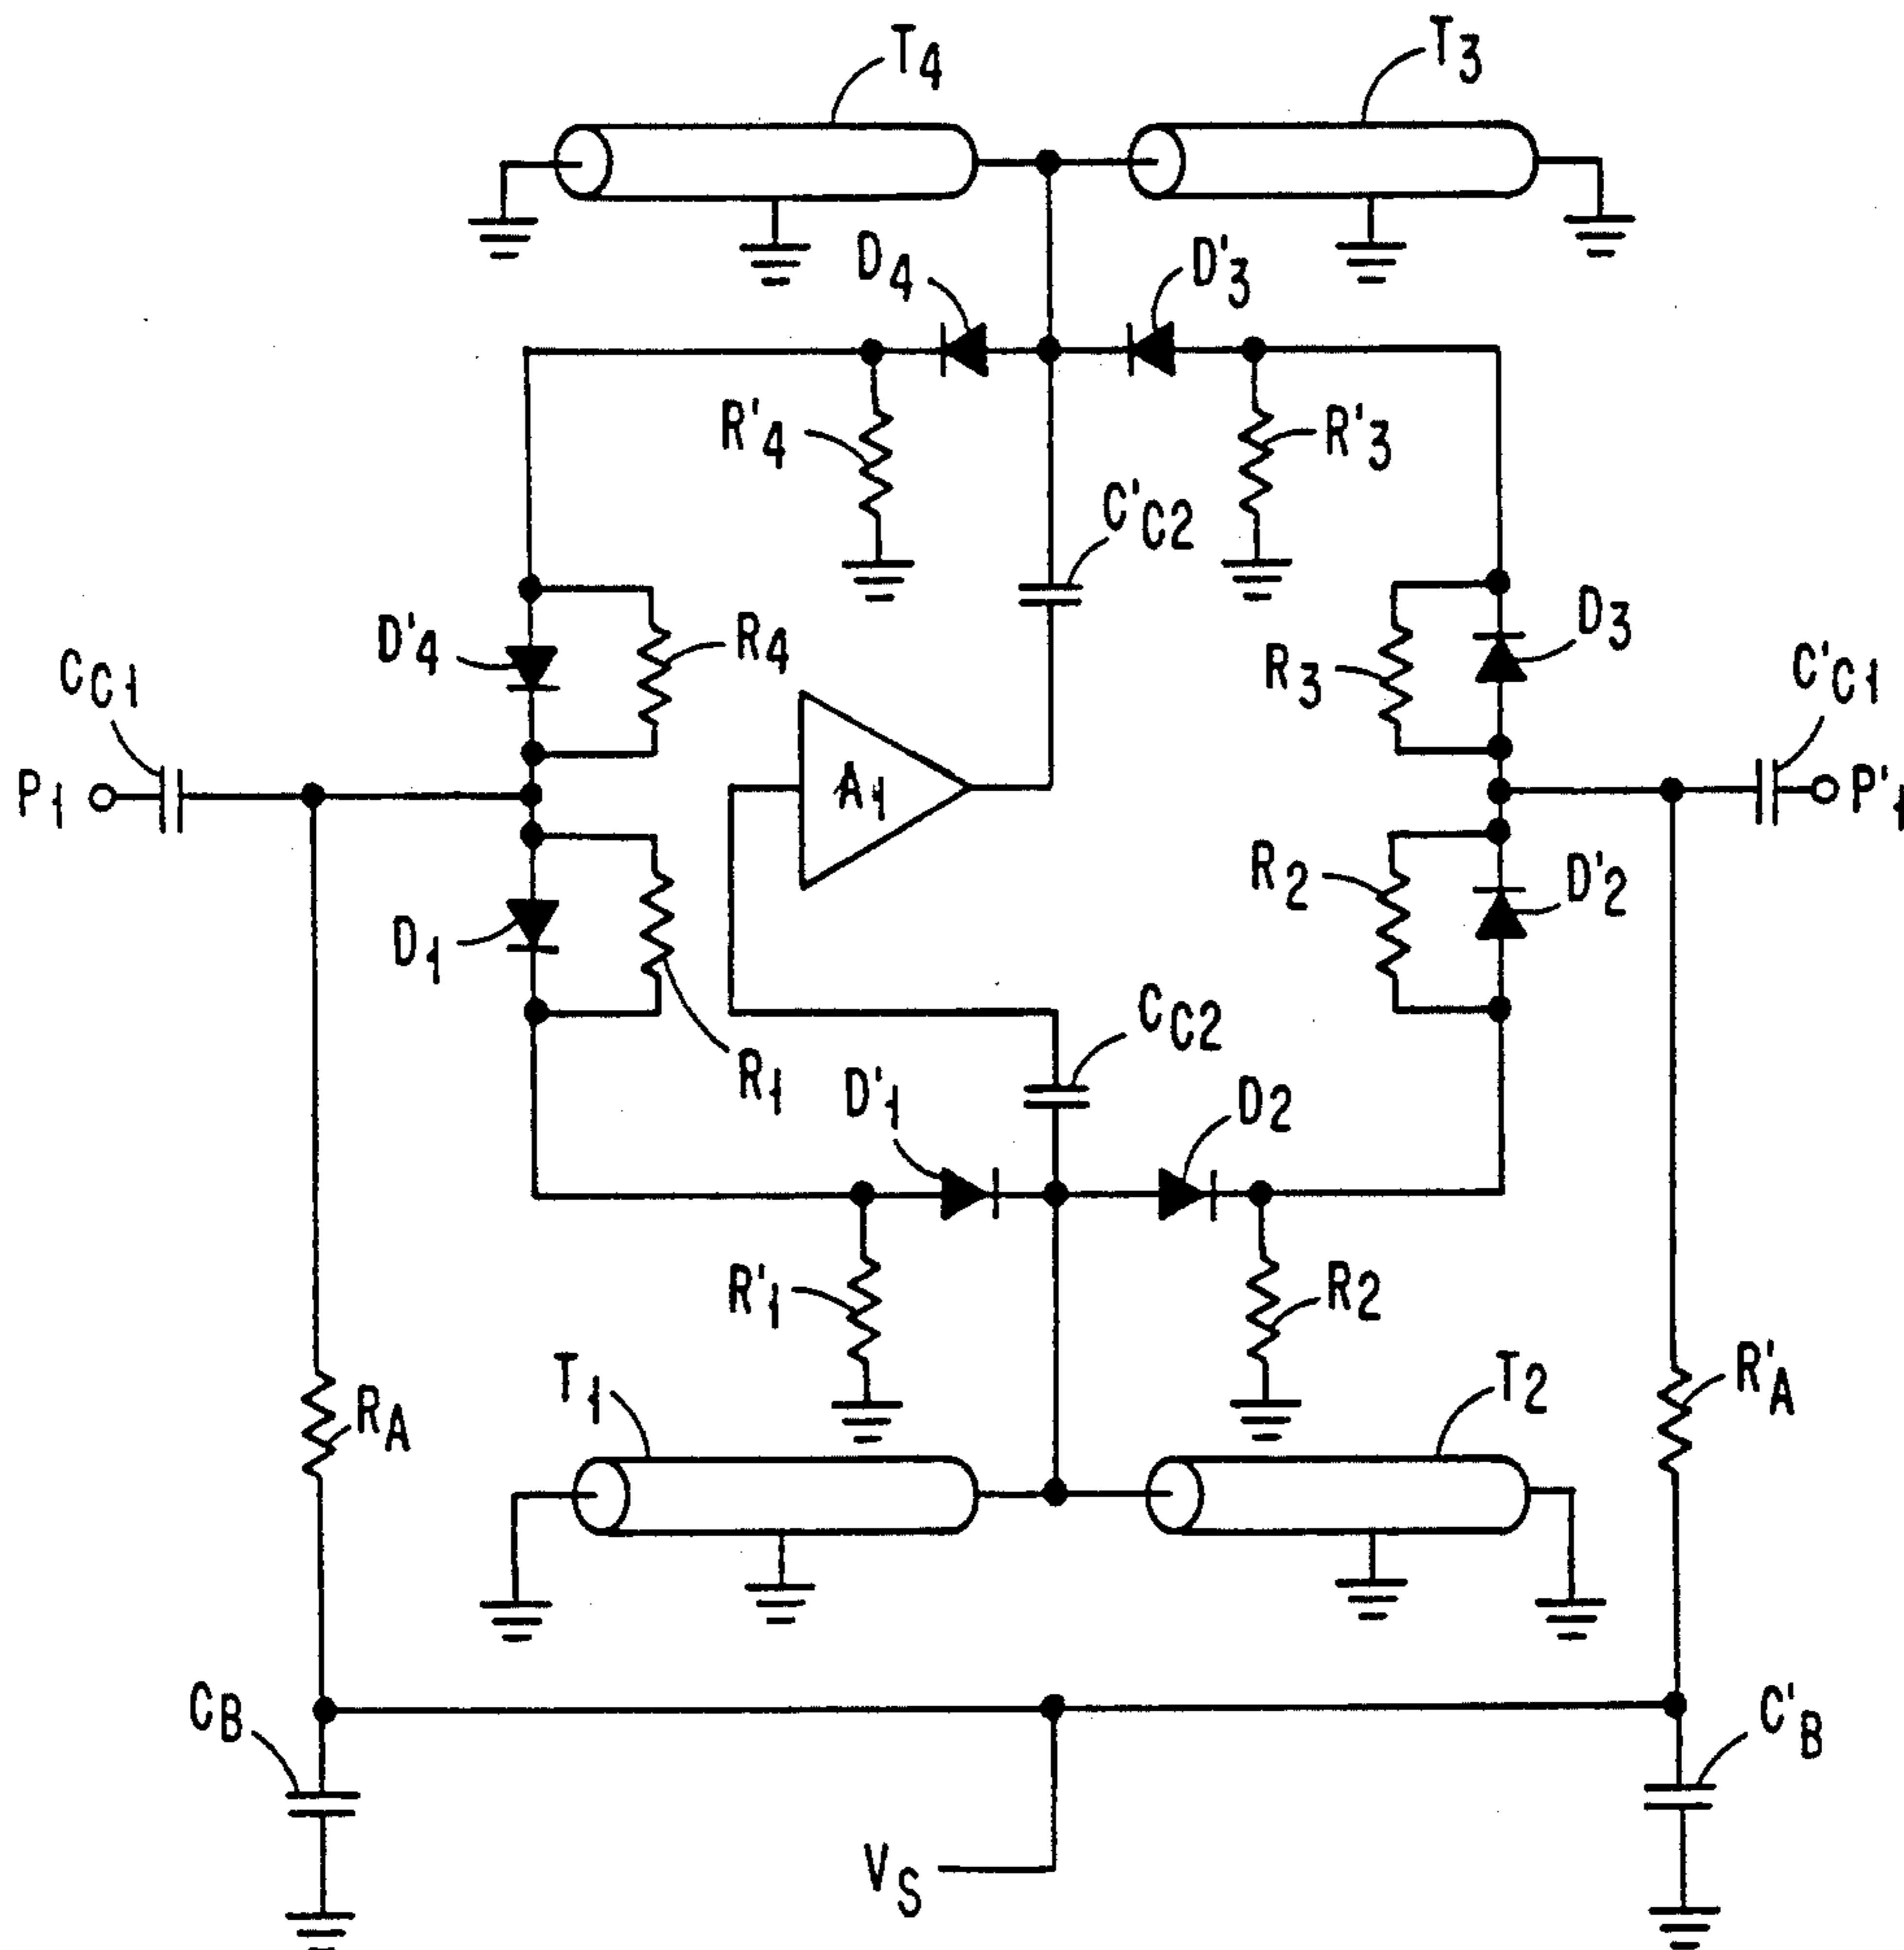 T4
T3
D4
D'3
R'4
R'3
C'C2
D'4
R4
D3
CC1
R3
C'C1
P1
A1
P'1
R2
D'2
D1
CC2
R1
D'1
D2
R'1
R2
T1
T2
RA
R'A
CB
C'B
VS